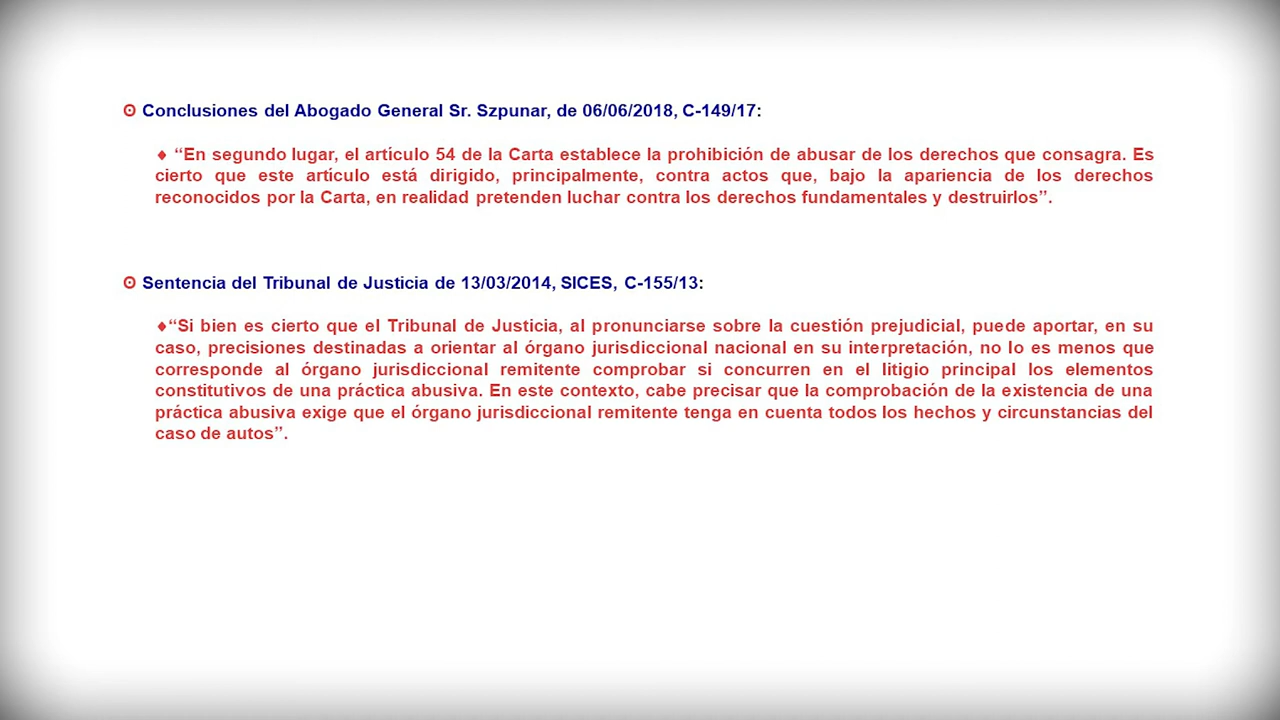 ʘ Conclusiones del Abogado General Sr. Szpunar, de 06/06/2018, C-149/17:
♦ “En segundo lugar, el artículo 54 de la Carta establece la prohibición de abusar de los derechos que consagra. Es
cierto que este artículo está dirigido, principalmente, contra actos que, bajo la apariencia de los derechos
reconocidos por la Carta, en realidad pretenden luchar contra los derechos fundamentales y destruirlos”.
ʘ Sentencia del Tribunal de Justicia de 13/03/2014, SICES, C-155/13:
♦“Si bien es cierto que el Tribunal de Justicia, al pronunciarse sobre la cuestión prejudicial, puede aportar, en su
caso, precisiones destinadas a orientar al órgano jurisdiccional nacional en su interpretación, no lo es menos que
corresponde al órgano jurisdiccional remitente comprobar si concurren en el litigio principal los elementos
constitutivos de una práctica abusiva. En este contexto, cabe precisar que la comprobación de la existencia de una
práctica abusiva exige que el órgano jurisdiccional remitente tenga en cuenta todos los hechos y circunstancias del
caso de autos”.